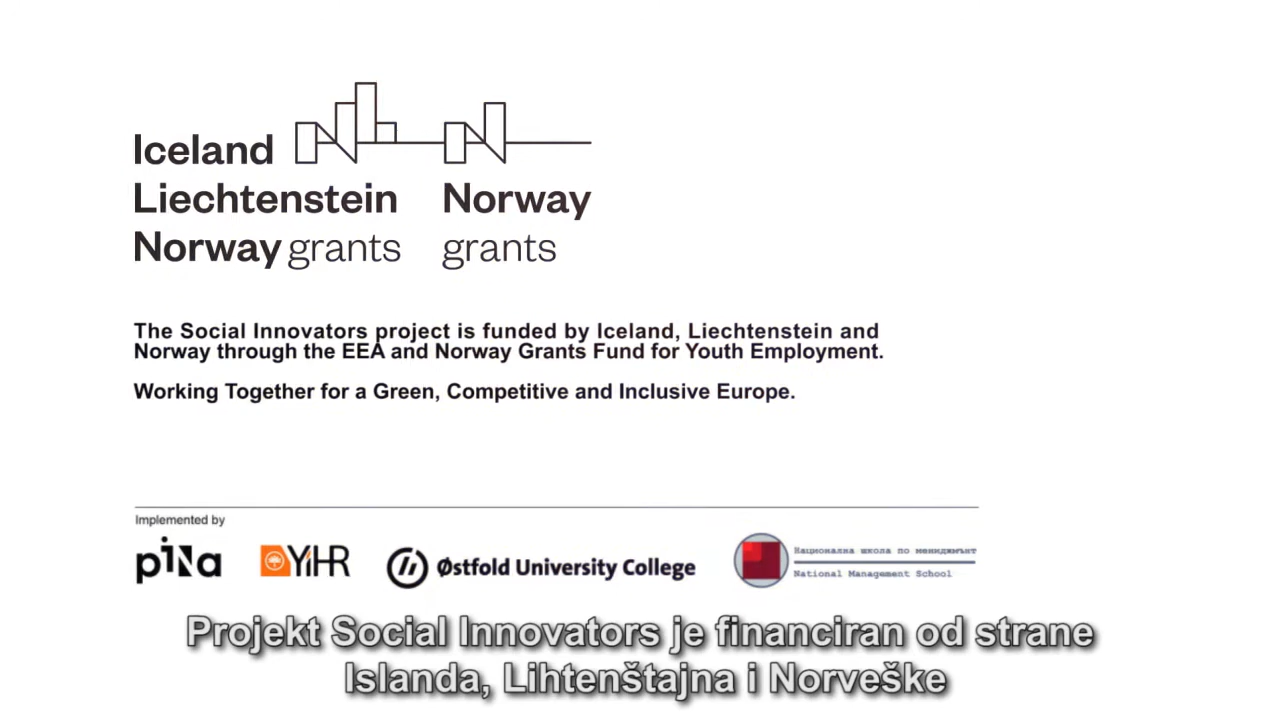 Iceland
Liechtenstein
Norway grants
Norway
grants
The Social Innovators project is funded by Iceland, Liechtenstein and
Norway through the EEA and Norway Grants Fund for Youth Employment.
Working Together for a Green, Competitive and Inclusive Europe.
Implemented by
piNa
YiHR
Østfold University College
Национална школа по мениджмънт
National Management School
Projekt Social Innovators je financiran od strane
Islanda, Lihtenštajna i Norveške